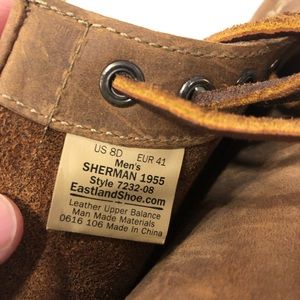 US 8D EUR 41
Men's
SHERMAN 1955
Style 7232-08
EastlandShoe.com
Leather Upper Balance
Man Made Materials
0616 106 Made In China